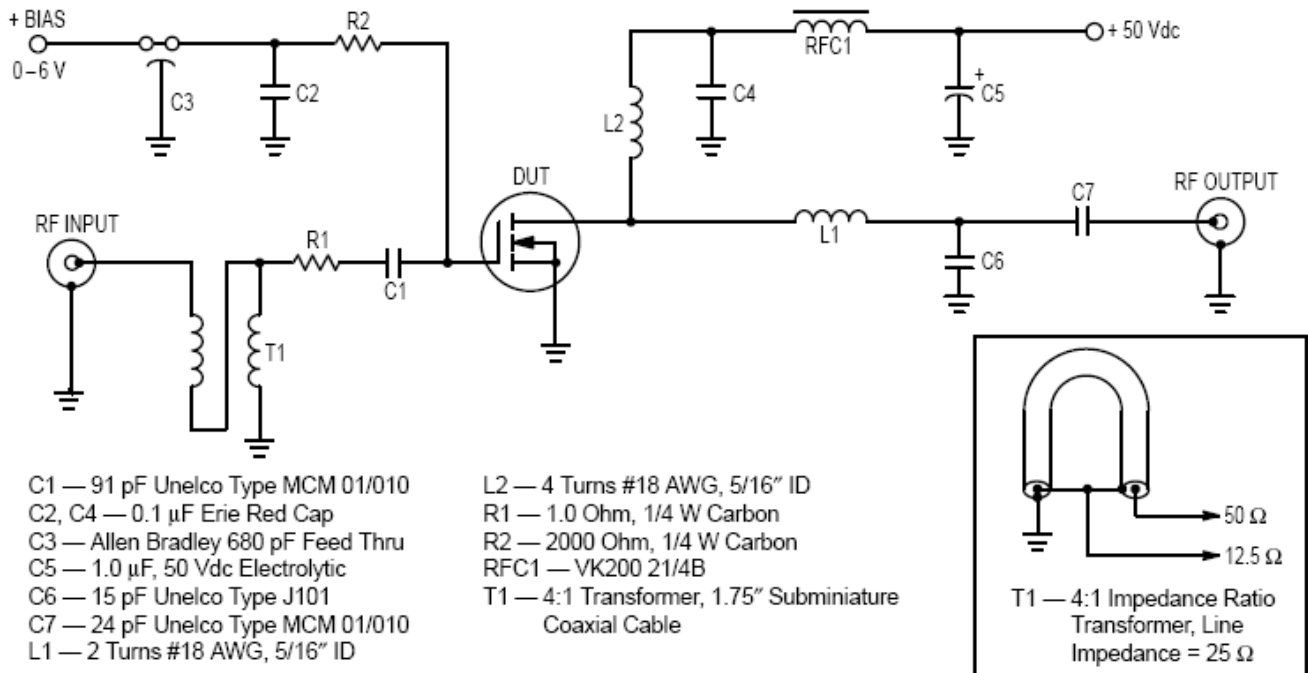 + BIAS
0–6 V
C3
C2
R2
RF INPUT
T1
R1
C1
DUT
L2
C4
RFC1
C5
+
+ 50 Vdc
L1
C6
C7
RF OUTPUT
C1 — 91 pF Unelco Type MCM 01/010
C2, C4 — 0.1 µF Erie Red Cap
C3 — Allen Bradley 680 pF Feed Thru
C5 — 1.0 µF, 50 Vdc Electrolytic
C6 — 15 pF Unelco Type J101
C7 — 24 pF Unelco Type MCM 01/010
L1 — 2 Turns #18 AWG, 5/16″ ID
L2 — 4 Turns #18 AWG, 5/16″ ID
R1 — 1.0 Ohm, 1/4 W Carbon
R2 — 2000 Ohm, 1/4 W Carbon
RFC1 — VK200 21/4B
T1 — 4:1 Transformer, 1.75″ Subminiature
Coaxial Cable
50 Ω
12.5 Ω
T1 — 4:1 Impedance Ratio
Transformer, Line
Impedance = 25 Ω